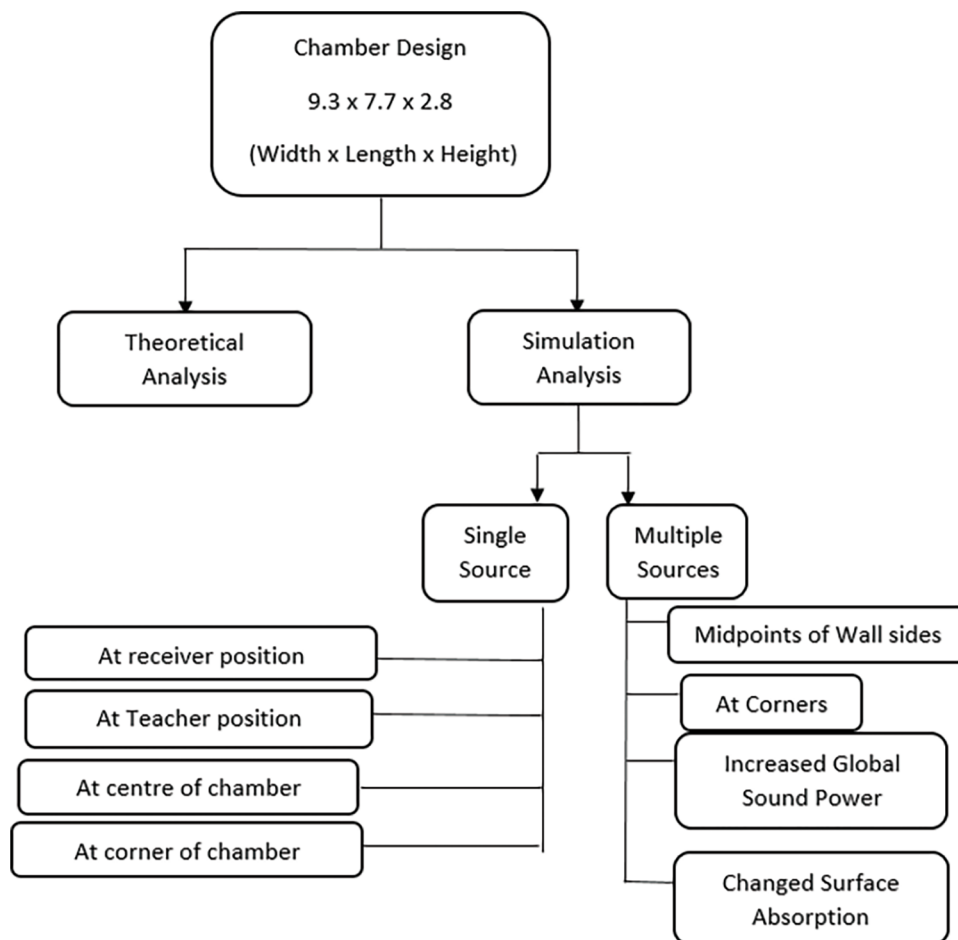 Chamber Design
9.3 x 7.7 x 2.8
(Width x Length x Height)
Theoretical
Analysis
Simulation
Analysis
Single
Source
Multiple
Sources
At receiver position
At Teacher position
At centre of chamber
At corner of chamber
Midpoints of Wall sides
At Corners
Increased Global
Sound Power
Changed Surface
Absorption